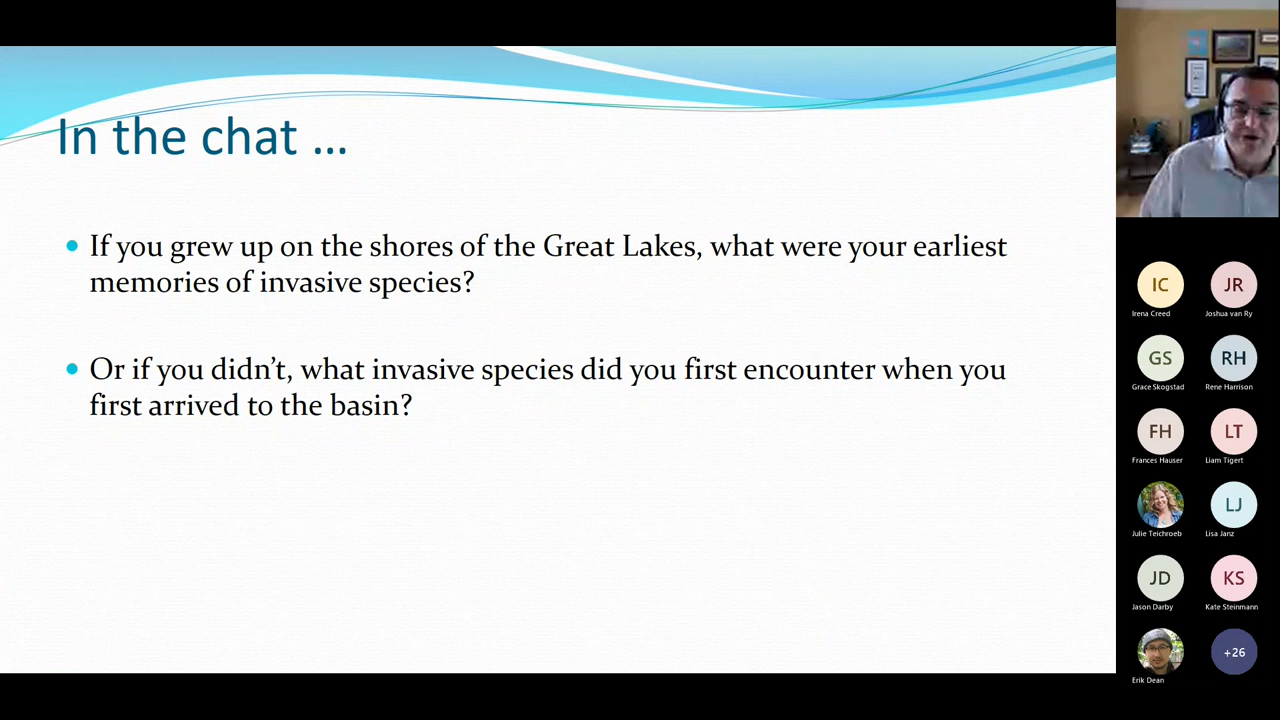 In the chat ...
If you grew up on the shores of the Great Lakes, what were your earliest
memories of invasive species?
Or if you didn’t, what invasive species did you first encounter when you
first arrived to the basin?
IC
JR
Irena Creed
Joshua van Ry
GS
RH
Grace Skogstad
Rene Harrison
FH
LT
Frances Hauser
Liam Tigert
LJ
Julie Teichroeb
Lisa Janz
JD
KS
Jason Darby
Kate Steinmann
+26
Erik Dean